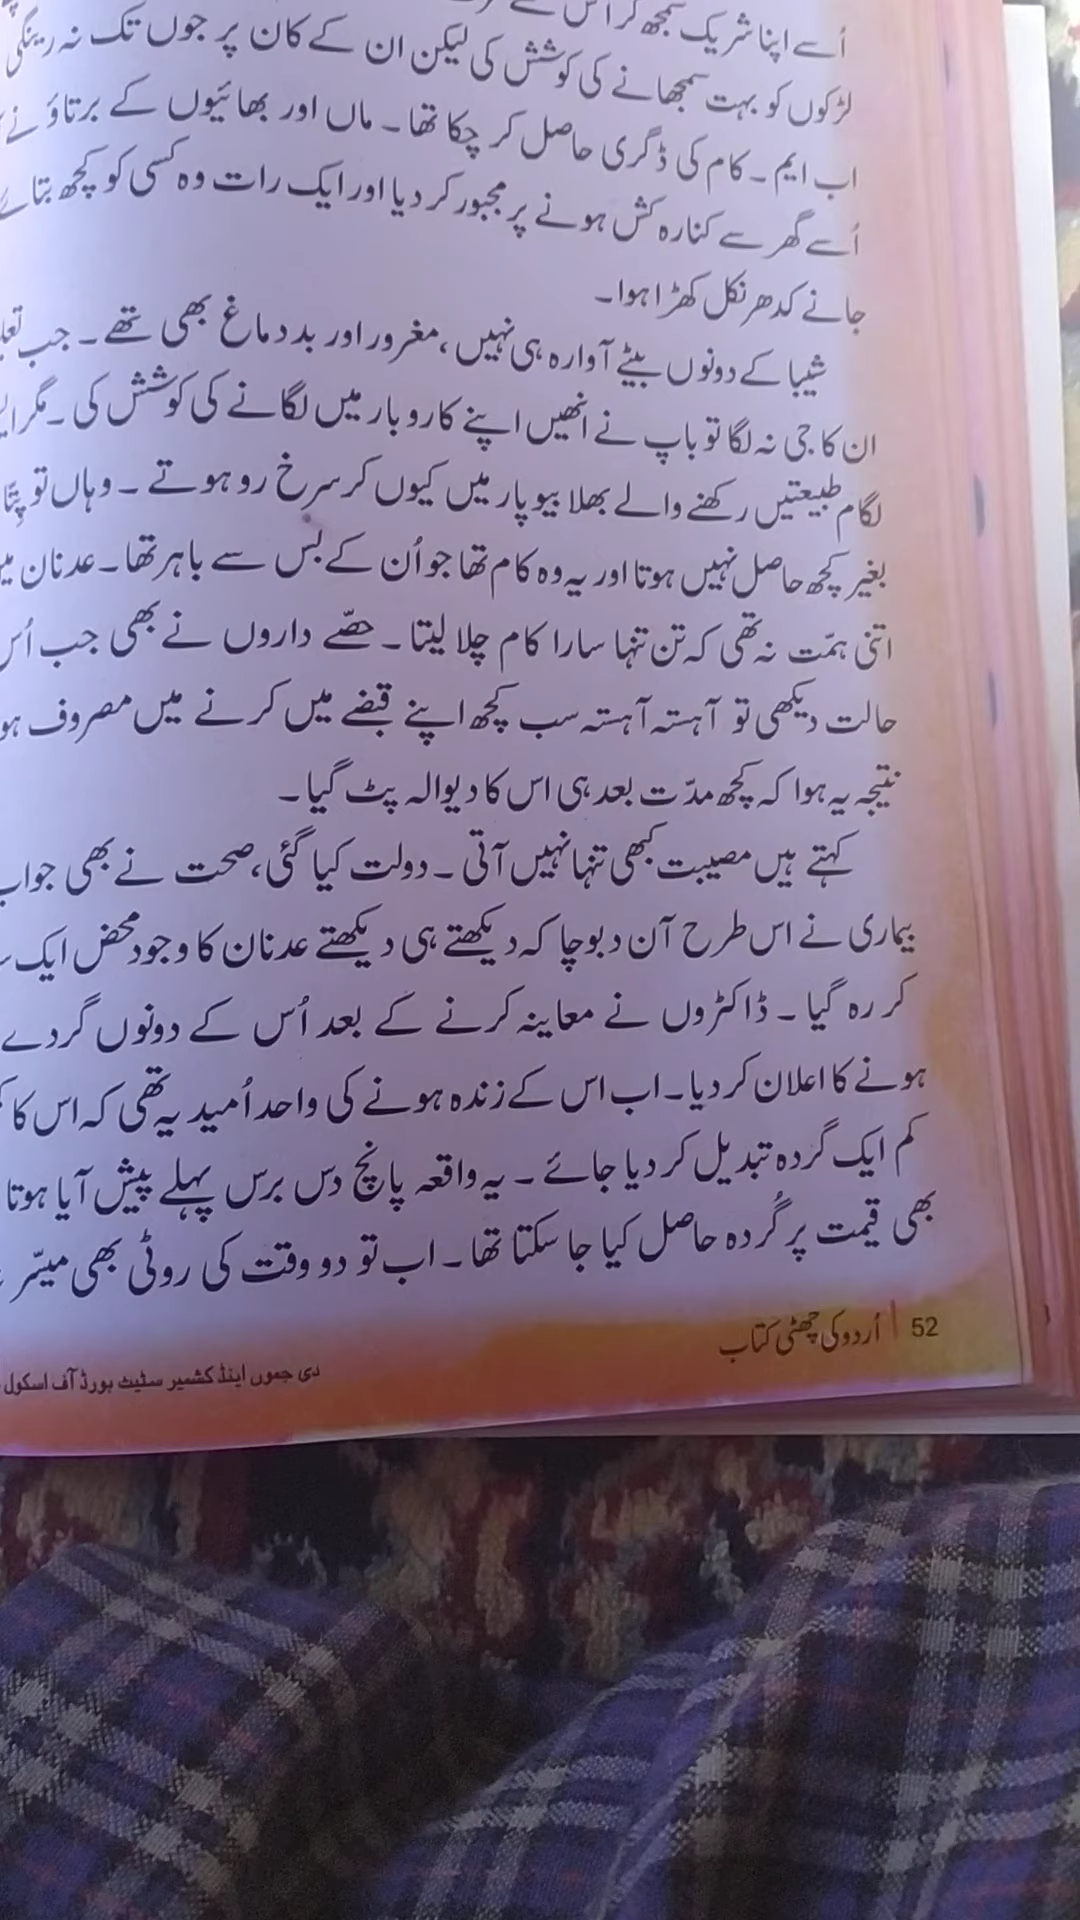 اُسے اپنا شریک سمجھ کر اس سے
لڑکوں کو بہت سمجھانے کی کوشش کی لیکن ان کے کان پر جوں تک نہ رینگی
اب ایم۔ کام کی ڈگری حاصل کر چکا تھا۔ ماں اور بھائیوں کے برتاؤ نے
اُسے گھر سے کنارہ کش ہونے پر مجبور کر دیا اور ایک رات وہ کسی کو کچھ بتائے
جانے کدھر نکل کھڑا ہوا۔
شیبا کے دونوں بیٹے آوارہ ہی نہیں، مغرور اور بددماغ بھی تھے۔ جب
ان کا جی نہ لگا تو باپ نے انھیں اپنے کاروبار میں لگانے کی کوشش کی۔ مگر
لگام طبیعتیں رکھنے والے بھلا بیوپار میں کیوں کر سرخ رو ہوتے۔ وہاں تو پِتّا
بغیر کچھ حاصل نہیں ہوتا اور یہ وہ کام تھا جو اُن کے بس سے باہر تھا۔ عدنان میں
اتنی ہمّت نہ تھی کہ تن تنہا سارا کام چلا لیتا۔ حصّے داروں نے بھی جب اُس
حالت دیکھی تو آہستہ آہستہ سب کچھ اپنے قبضے میں کرنے میں مصروف ہو
نتیجہ یہ ہوا کہ کچھ مدّت بعد ہی اس کا دیوالہ پٹ گیا۔
کہتے ہیں مصیبت کبھی تنہا نہیں آتی۔ دولت کیا گئی، صحت نے بھی جواب
بیماری نے اس طرح آن دبوچا کہ دیکھتے ہی دیکھتے عدنان کا وجود محض ایک
کر رہ گیا۔ ڈاکٹروں نے معاینہ کرنے کے بعد اُس کے دونوں گردے
ہونے کا اعلان کر دیا۔ اب اس کے زندہ ہونے کی واحد اُمید یہ تھی کہ اس کا
کم ایک گردہ تبدیل کر دیا جائے۔ یہ واقعہ پانچ دس برس پہلے پیش آیا ہوتا
بھی قیمت پر گُردہ حاصل کیا جا سکتا تھا۔ اب تو دو وقت کی روٹی بھی میسّر
52 | اُردو کی چھٹی کتاب
دی جموں اینڈ کشمیر سٹیٹ بورڈ آف اسکول